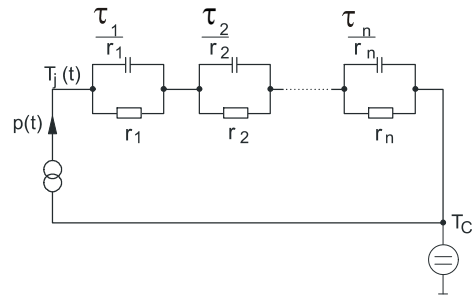 τ1 τ2 τn
r1 r2 rn
Tj (t)
p(t)
r1 r2 rn
TC